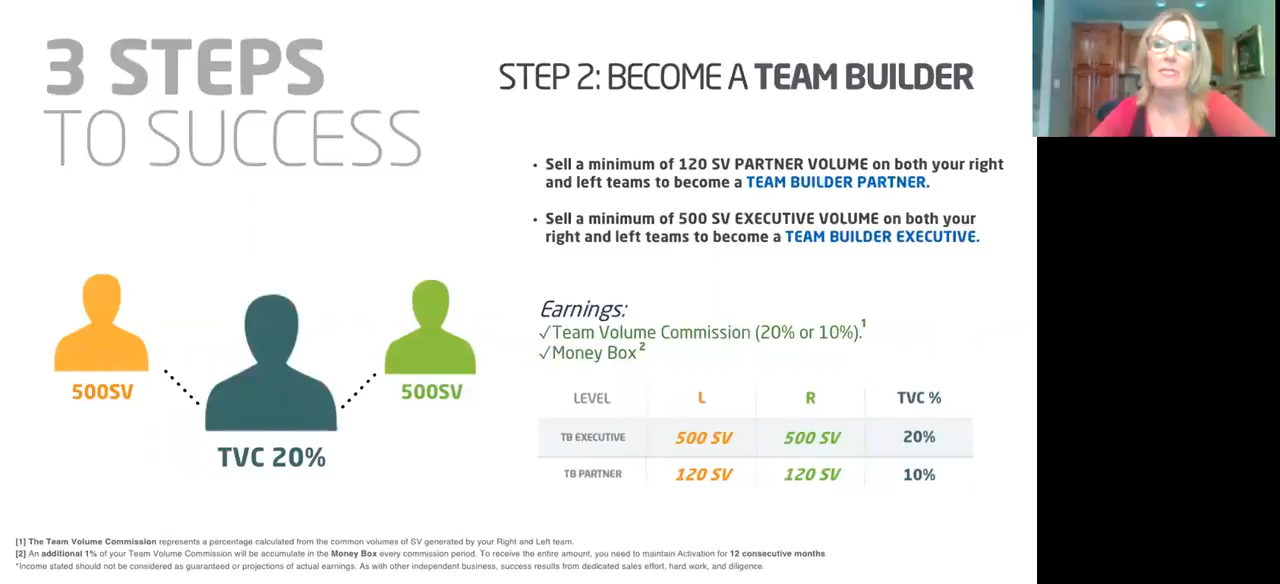 3 STEPS
TO SUCCESS
STEP 2: BECOME A TEAM BUILDER
• Sell a minimum of 120 SV PARTNER VOLUME on both your right
and left teams to become a TEAM BUILDER PARTNER.
• Sell a minimum of 500 SV EXECUTIVE VOLUME on both your
right and left teams to become a TEAM BUILDER EXECUTIVE.
500SV
500SV
TVC 20%
Earnings:
✓Team Volume Commission (20% or 10%).1
✓Money Box2
LEVEL L R TVC %
TB EXECUTIVE 500 SV 500 SV 20%
TB PARTNER 120 SV 120 SV 10%
[1] The Team Volume Commission represents a percentage calculated from the common volumes of SV generated by your Right and Left team.
[2] An additional 1% of your Team Volume Commission will be accumulate in the Money Box every commission period. To receive the entire amount, you need to maintain Activation for 12 consecutive months
*Income stated should not be considered as guaranteed or projections of actual earnings. As with other independent business, success results from dedicated sales effort, hard work, and diligence.